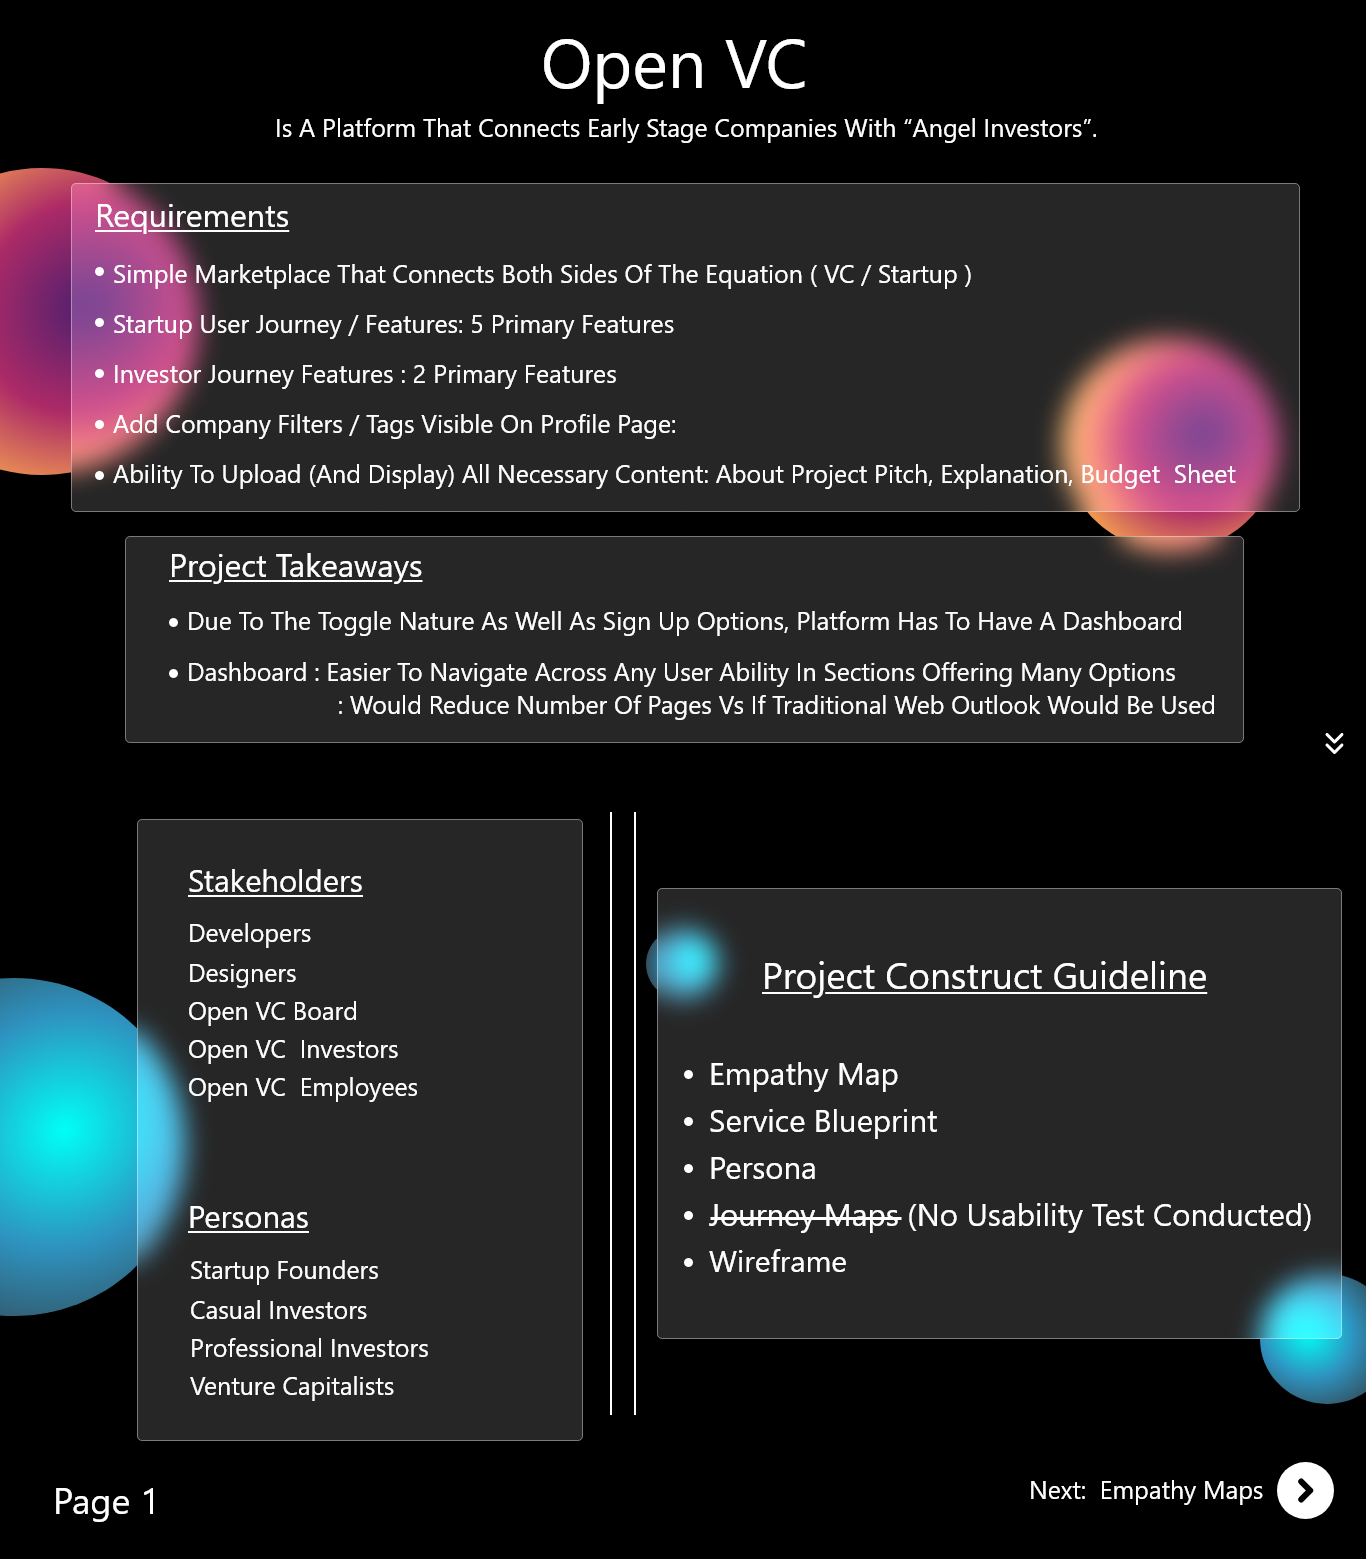 Open VC
Is A Platform That Connects Early Stage Companies With “Angel Investors”.
Requirements
• Simple Marketplace That Connects Both Sides Of The Equation ( VC / Startup )
• Startup User Journey / Features: 5 Primary Features
• Investor Journey Features : 2 Primary Features
• Add Company Filters / Tags Visible On Profile Page:
• Ability To Upload (And Display) All Necessary Content: About Project Pitch, Explanation, Budget Sheet
Project Takeaways
• Due To The Toggle Nature As Well As Sign Up Options, Platform Has To Have A Dashboard
• Dashboard : Easier To Navigate Across Any User Ability In Sections Offering Many Options
: Would Reduce Number Of Pages Vs If Traditional Web Outlook Would Be Used
Stakeholders
Developers
Designers
Open VC Board
Open VC Investors
Open VC Employees
Personas
Startup Founders
Casual Investors
Professional Investors
Venture Capitalists
Project Construct Guideline
• Empathy Map
• Service Blueprint
• Persona
• Journey Maps (No Usability Test Conducted)
• Wireframe
Page 1
Next: Empathy Maps